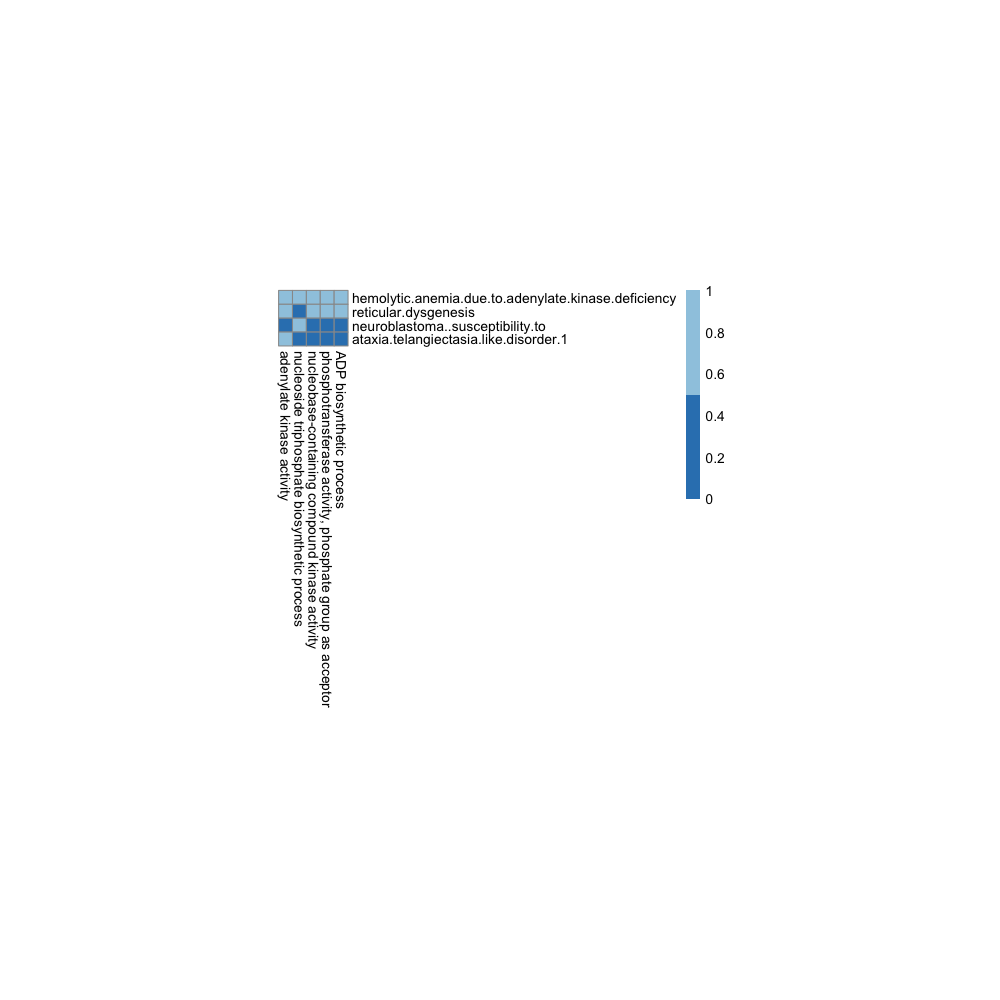 hemolytic.anemia.due.to.adenylate.kinase.deficiency
reticular.dysgenesis
neuroblastoma..susceptibility.to
ataxia.telangiectasia.like.disorder.1
adenylate kinase activity
nucleoside triphosphate biosynthetic process
nucleobase-containing compound kinase activity
phosphotransferase activity, phosphate group as acceptor
ADP biosynthetic process
1
0.8
0.6
0.4
0.2
0